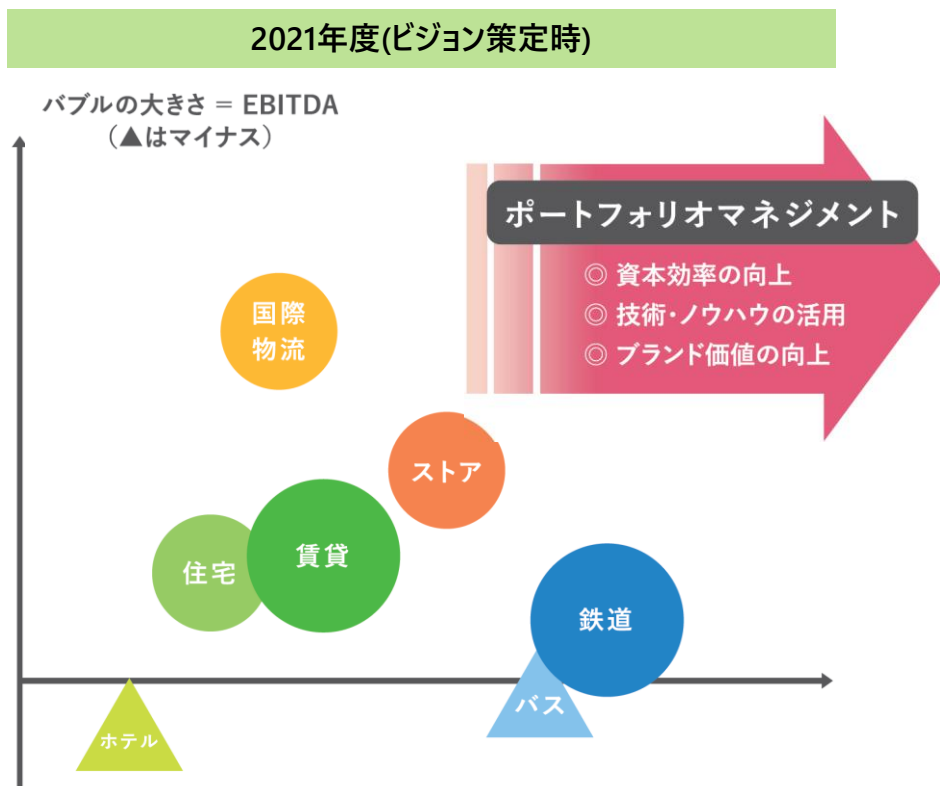 2021年度(ビジョン策定時)
バブルの大きさ = EBITDA
(▲はマイナス)
ポートフォリオマネジメント
◎ 資本効率の向上
◎ 技術・ノウハウの活用
◎ ブランド価値の向上
国際
物流
ストア
住宅
賃貸
鉄道
バス
ホテル